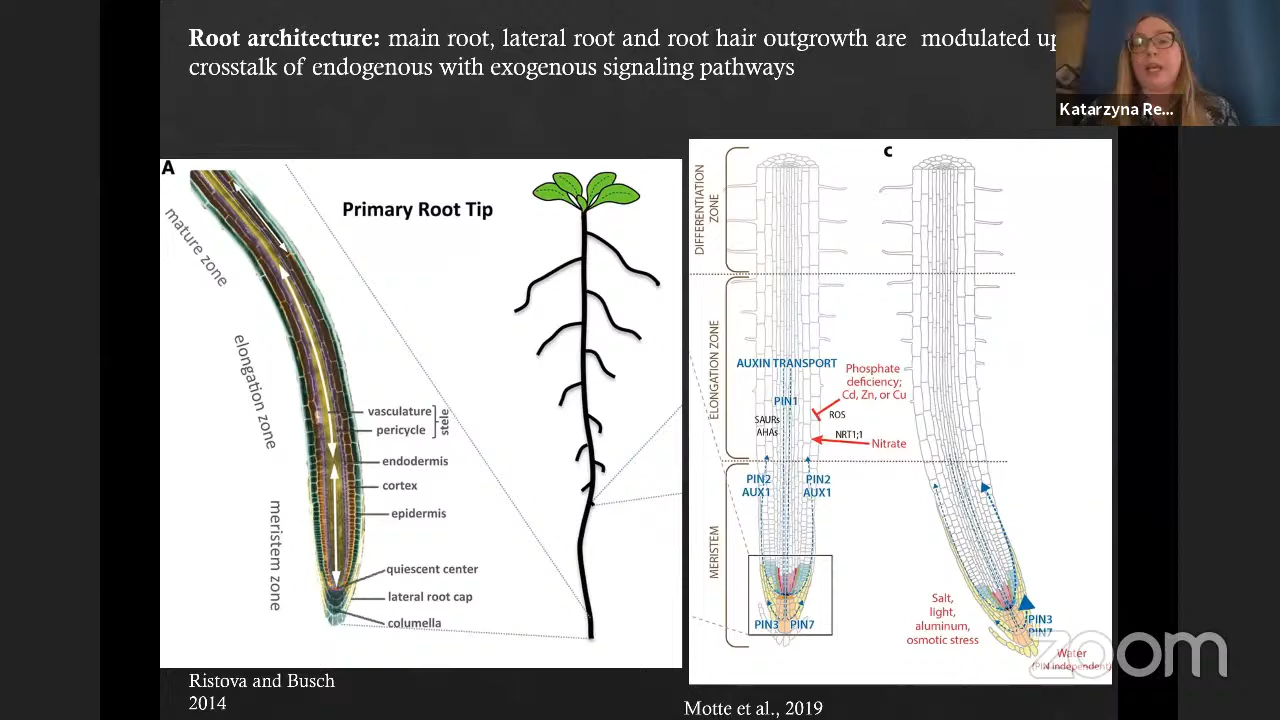 Root architecture: main root, lateral root and root hair outgrowth are modulated up
crosstalk of endogenous with exogenous signaling pathways
Katarzyna Re...
A
Primary Root Tip
mature zone
elongation zone
meristem zone
vasculature
pericycle
stele
endodermis
cortex
epidermis
quiescent center
lateral root cap
columella
Ristova and Busch
2014
C
DIFFERENTIATION
ZONE
ELONGATION ZONE
MERISTEM
AUXIN TRANSPORT
PIN1
SAURs
AHAs
Phosphate
deficiency;
Cd, Zn, or Cu
ROS
NRT1;1
Nitrate
PIN2
AUX1
PIN2
AUX1
PIN3
PIN7
Salt,
light,
aluminum,
osmotic stress
PIN3
PIN7
Water
(PIN independent)
zoom
Motte et al., 2019